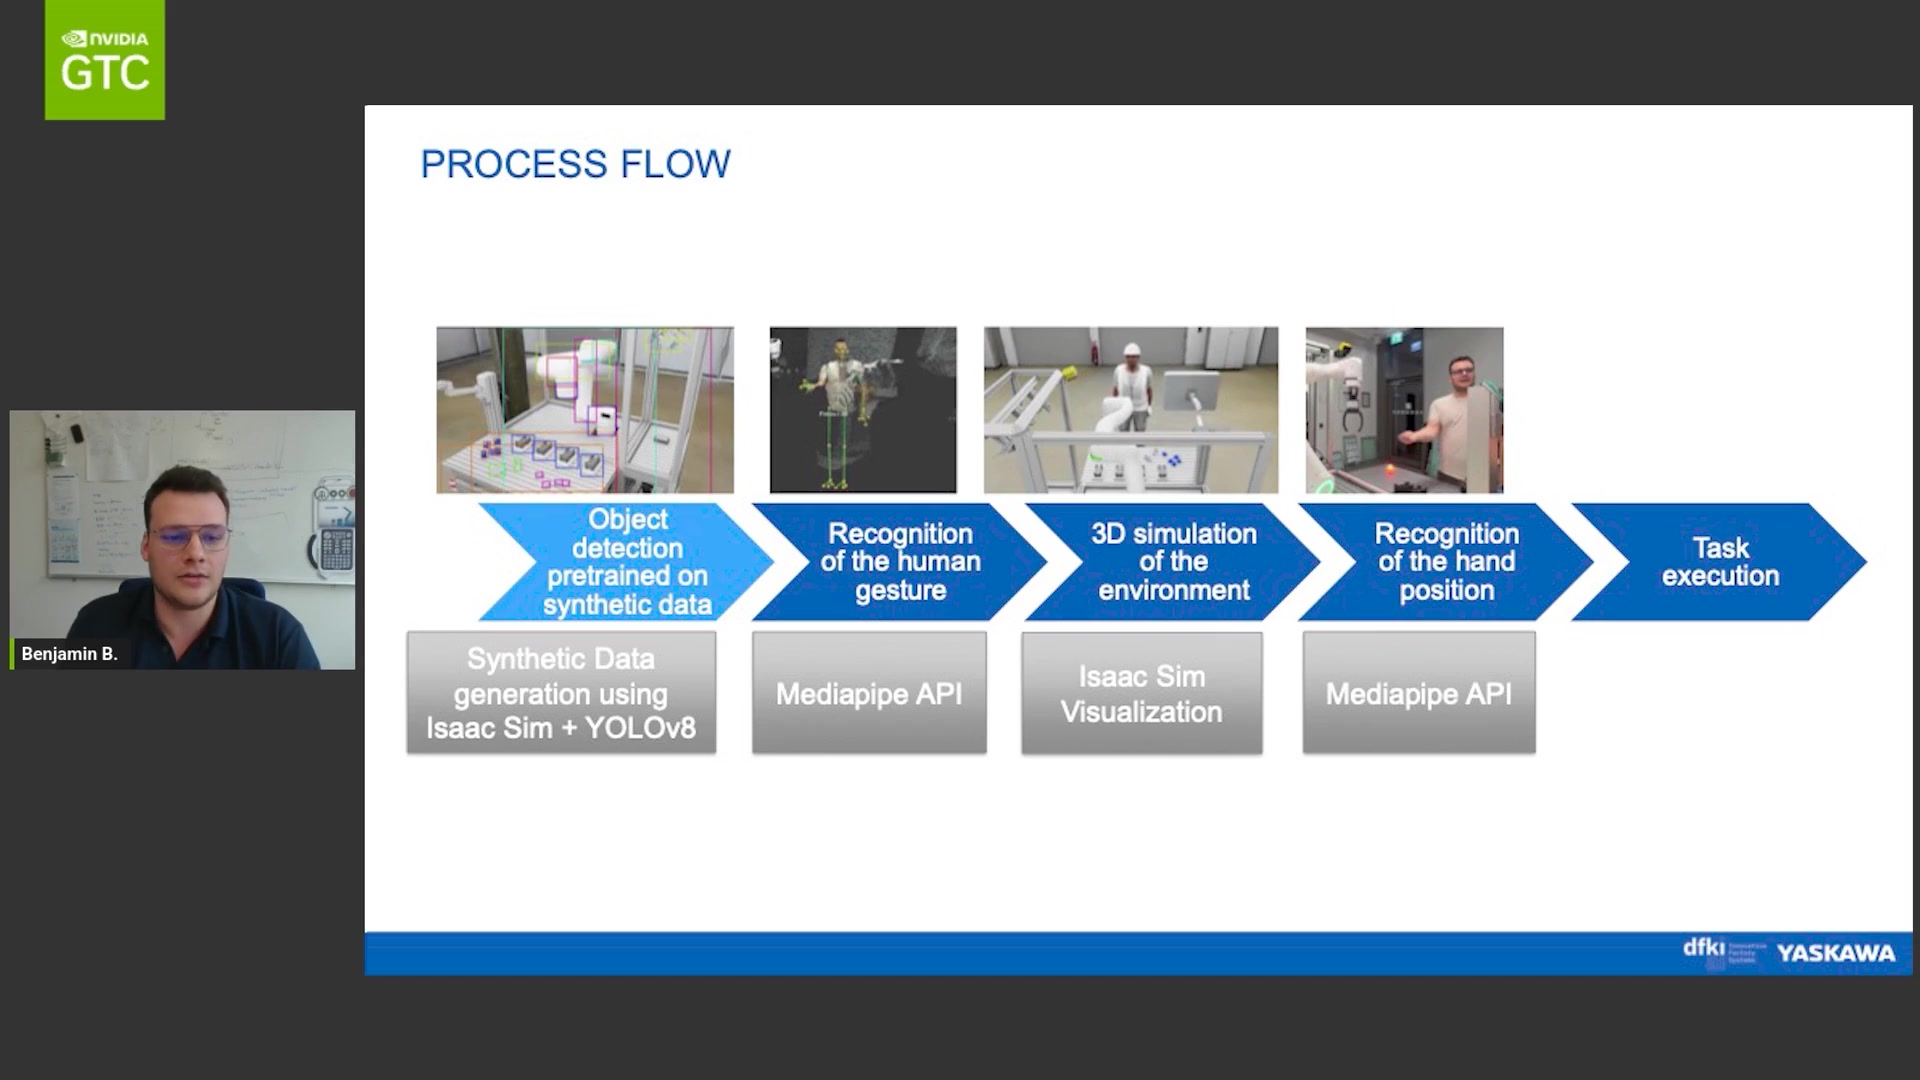 NVIDIA
GTC
PROCESS FLOW
Object
detection
pretrained on
synthetic data
Recognition
of the human
gesture
3D simulation
of the
environment
Recognition
of the hand
position
Task
execution
Synthetic Data
generation using
Isaac Sim + YOLOv8
Mediapipe API
Isaac Sim
Visualization
Mediapipe API
Benjamin B.
dfki
YASKAWA